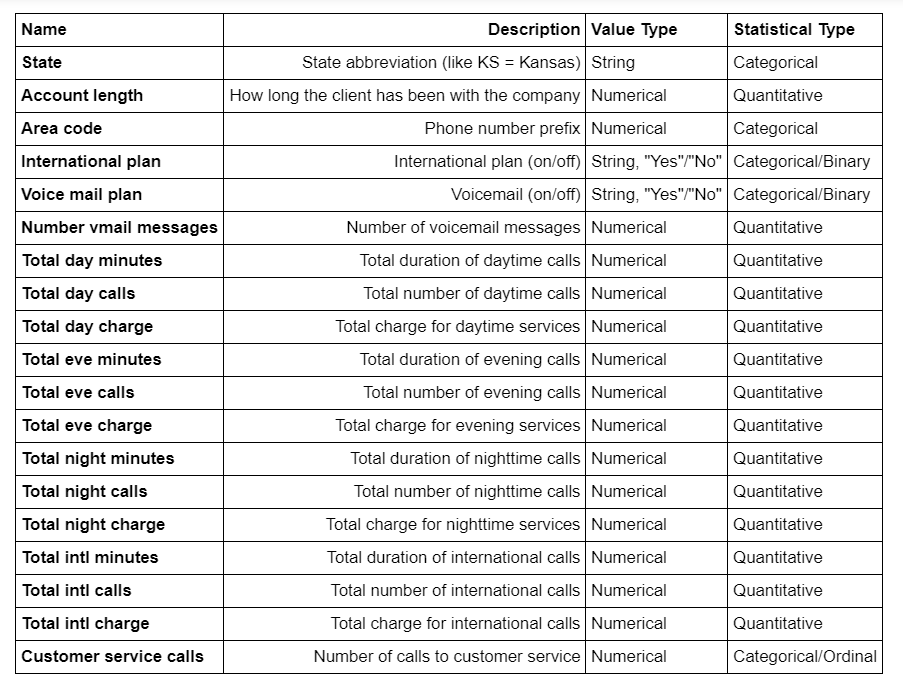 Name Description Value Type Statistical Type
State State abbreviation (like KS = Kansas) String Categorical
Account length How long the client has been with the company Numerical Quantitative
Area code Phone number prefix Numerical Categorical
International plan International plan (on/off) String, "Yes"/"No" Categorical/Binary
Voice mail plan Voicemail (on/off) String, "Yes"/"No" Categorical/Binary
Number vmail messages Number of voicemail messages Numerical Quantitative
Total day minutes Total duration of daytime calls Numerical Quantitative
Total day calls Total number of daytime calls Numerical Quantitative
Total day charge Total charge for daytime services Numerical Quantitative
Total eve minutes Total duration of evening calls Numerical Quantitative
Total eve calls Total number of evening calls Numerical Quantitative
Total eve charge Total charge for evening services Numerical Quantitative
Total night minutes Total duration of nighttime calls Numerical Quantitative
Total night calls Total number of nighttime calls Numerical Quantitative
Total night charge Total charge for nighttime services Numerical Quantitative
Total intl minutes Total duration of international calls Numerical Quantitative
Total intl calls Total number of international calls Numerical Quantitative
Total intl charge Total charge for international calls Numerical Quantitative
Customer service calls Number of calls to customer service Numerical Categorical/Ordinal